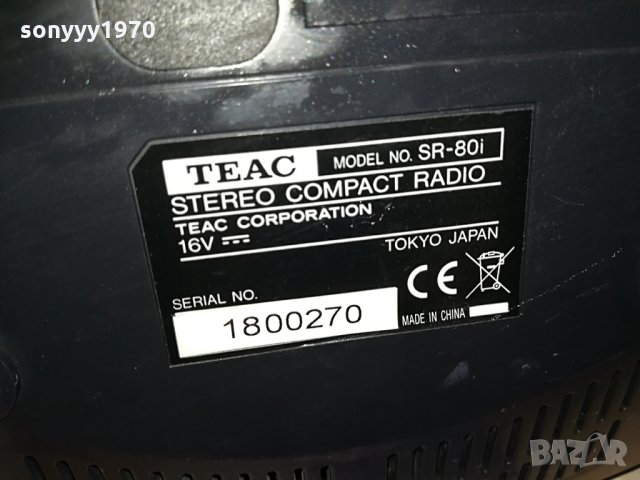 sonyyy1970
TEAC MODEL NO. SR-80i
STEREO COMPACT RADIO
TEAC CORPORATION
16V ⎓ TOKYO JAPAN
CE
SERIAL NO.
1800270
MADE IN CHINA
BAZAR